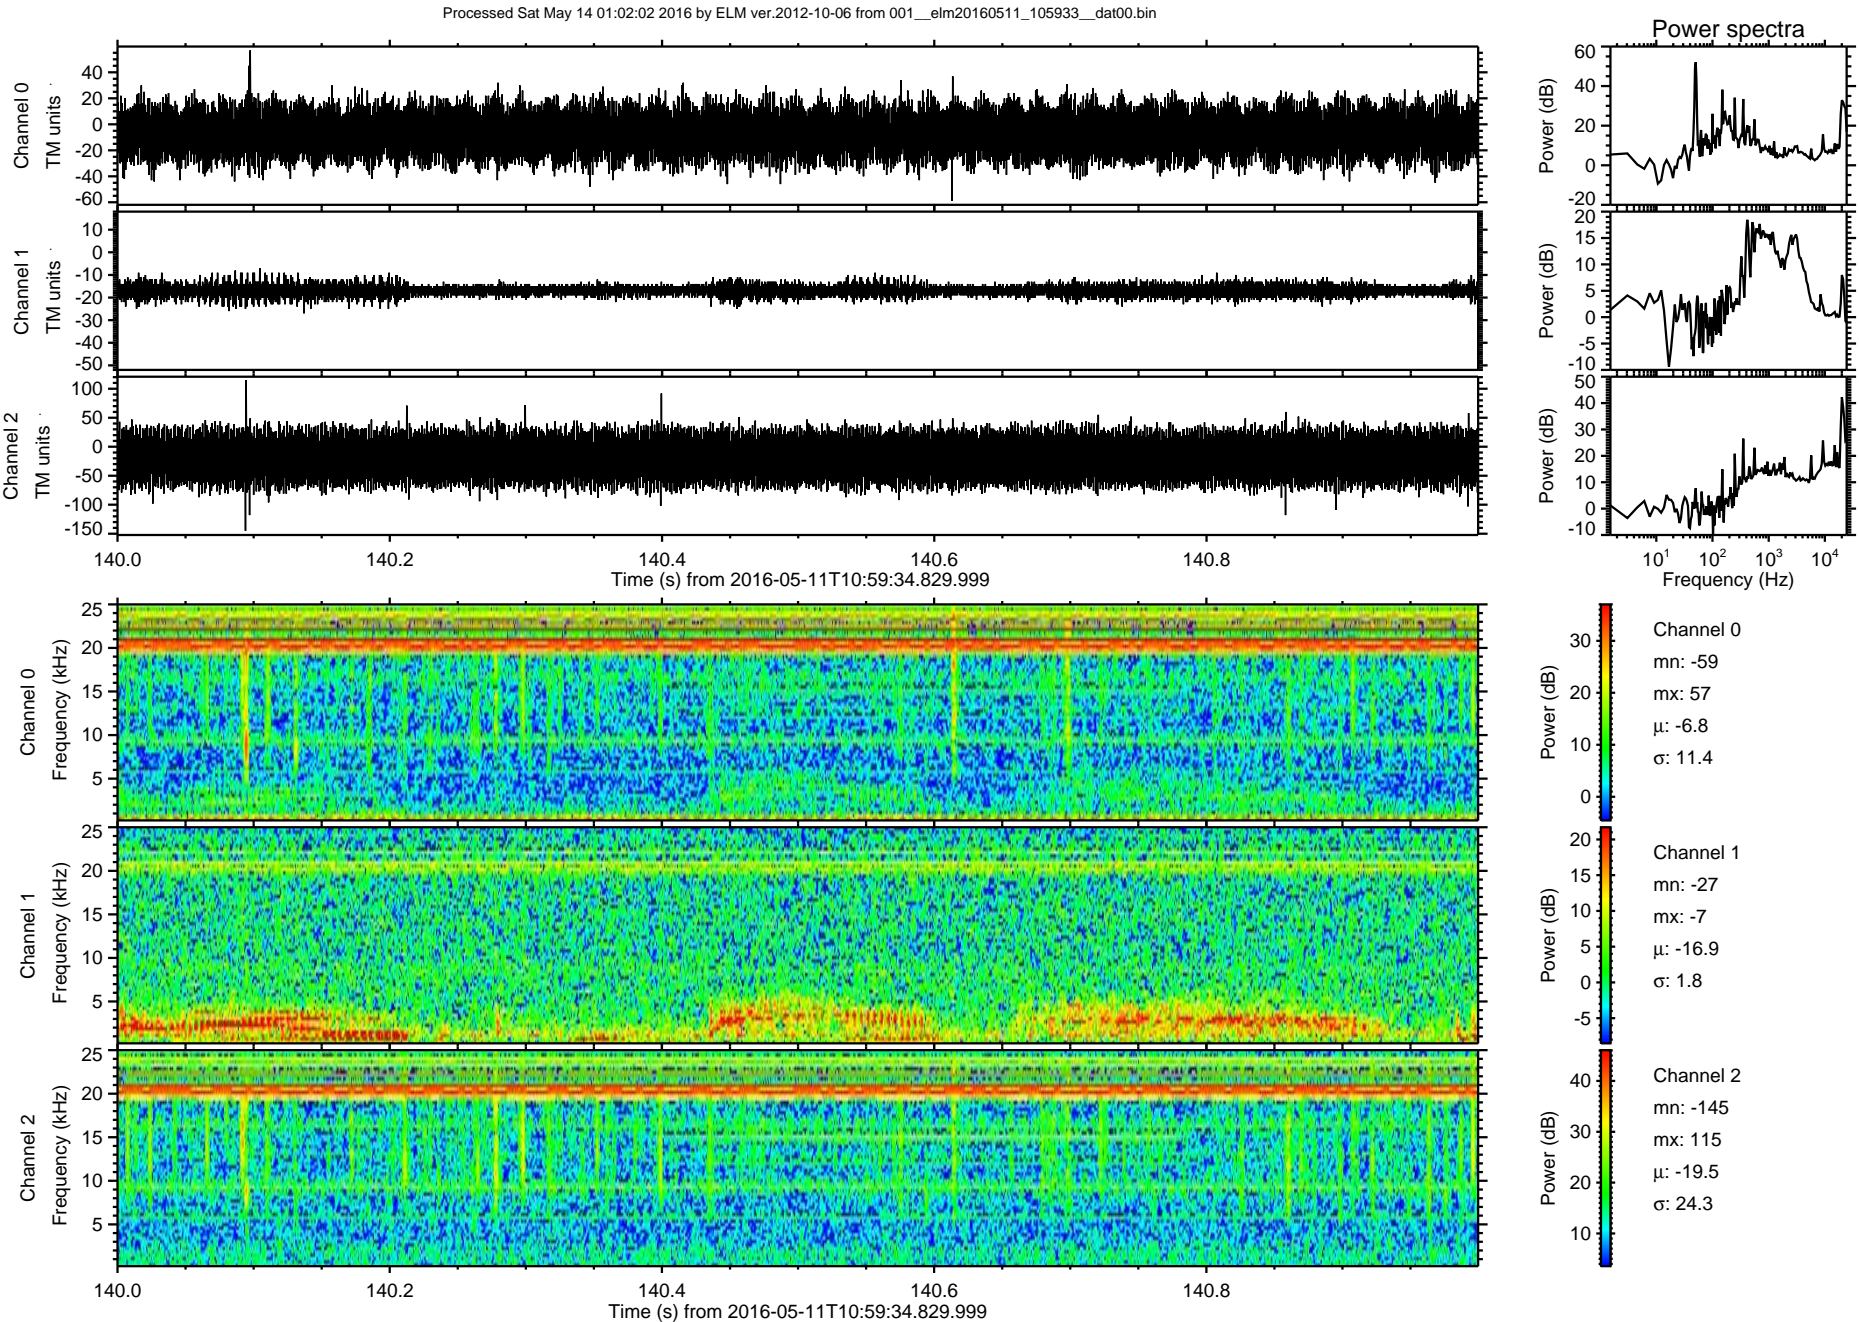 Processed Sat May 14 01:02:02 2016 by ELM ver.2012-10-06 from 001__elm20160511_105933__dat00.bin
Power spectra
Channel 0
TM units
40
20
0
-20
-40
-60
Power (dB)
60
40
20
0
-20
Channel 1
TM units
10
0
-10
-20
-30
-40
-50
Power (dB)
20
15
10
5
0
-5
-10
Channel 2
TM units
100
50
0
-50
-100
-150
Power (dB)
50
40
30
20
10
0
-10
140.0 140.2 140.4 140.6 140.8
Time (s) from 2016-05-11T10:59:34.829.999
10^1 10^2 10^3 10^4
Frequency (Hz)
Channel 0
Frequency (kHz)
25
20
15
10
5
Power (dB)
30
20
10
0
Channel 0
mn: -59
mx: 57
μ: -6.8
σ: 11.4
Channel 1
Frequency (kHz)
25
20
15
10
5
Power (dB)
20
15
10
5
0
-5
Channel 1
mn: -27
mx: -7
μ: -16.9
σ: 1.8
Channel 2
Frequency (kHz)
25
20
15
10
5
Power (dB)
40
30
20
10
Channel 2
mn: -145
mx: 115
μ: -19.5
σ: 24.3
140.0 140.2 140.4 140.6 140.8
Time (s) from 2016-05-11T10:59:34.829.999